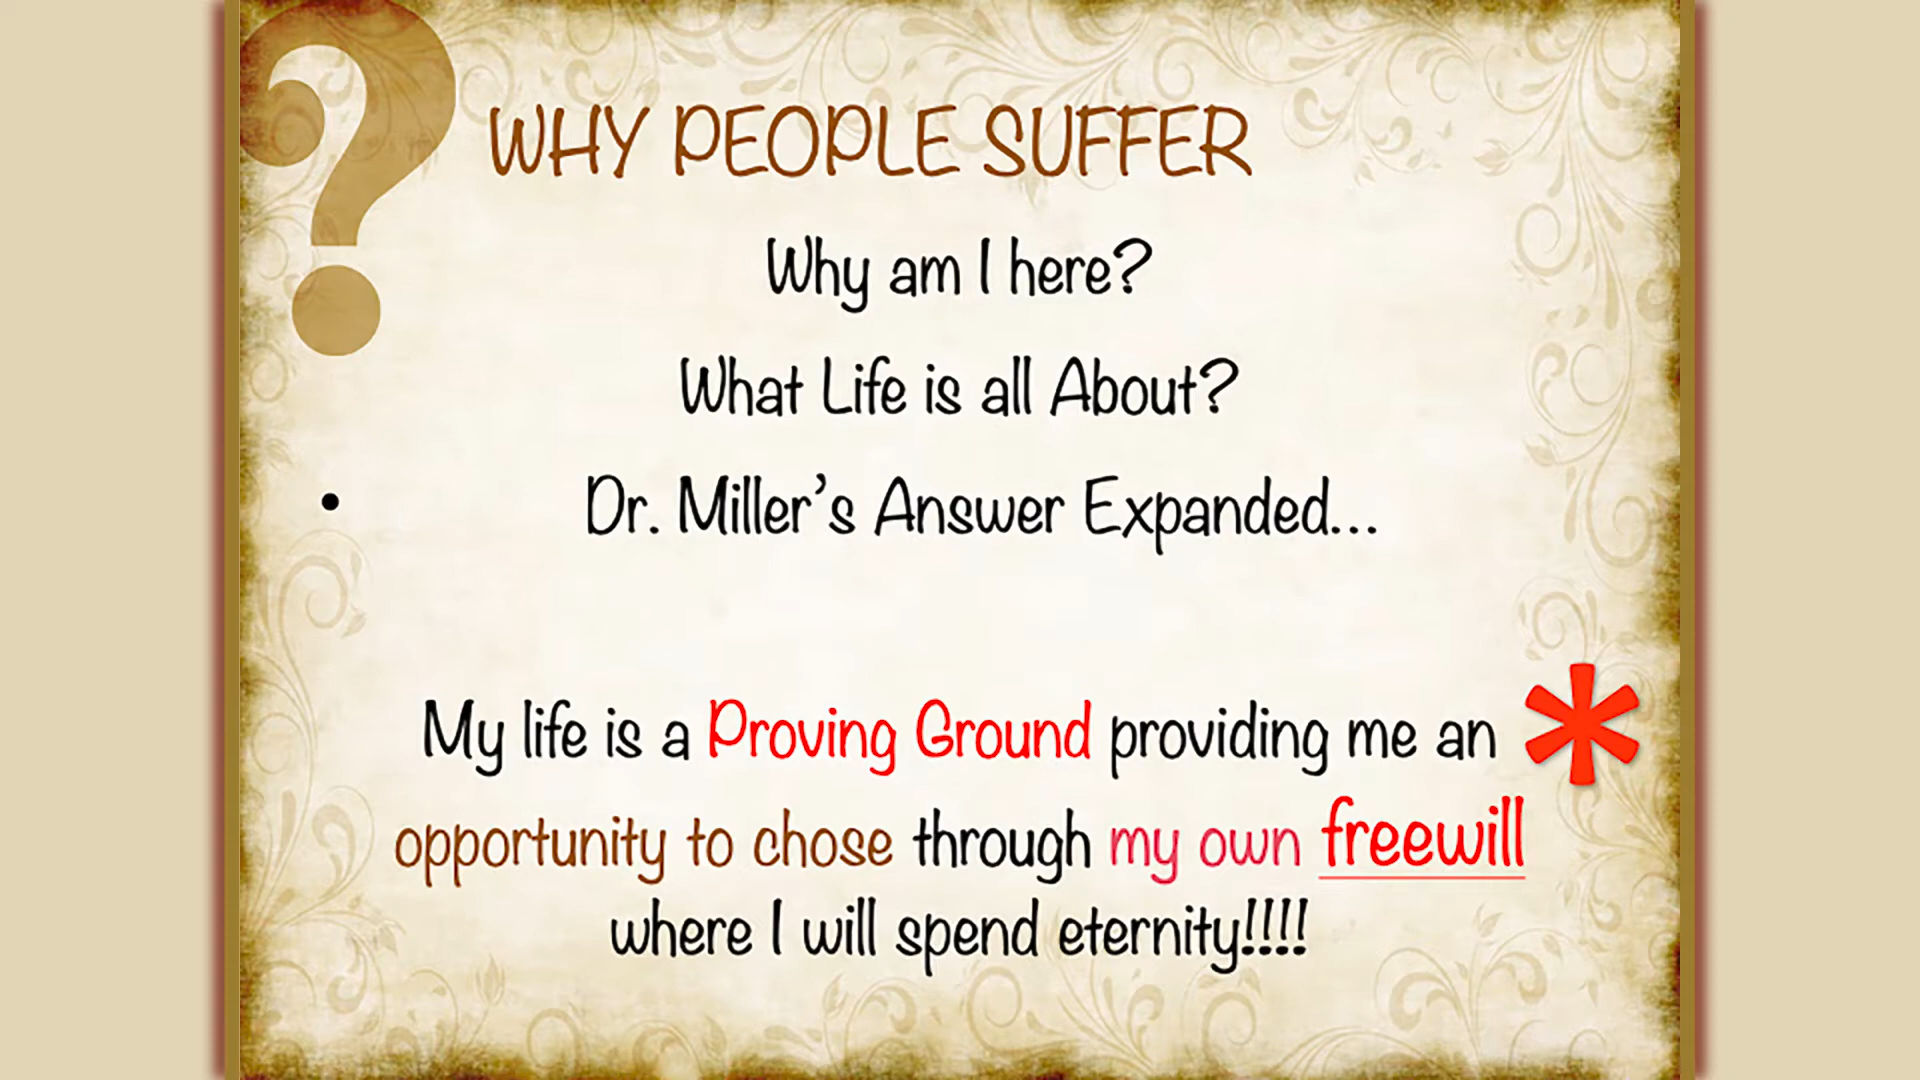 ?
WHY PEOPLE SUFFER
Why am I here?
What Life is all About?
• Dr. Miller’s Answer Expanded...
My life is a Proving Ground providing me an *
opportunity to chose through my own freewill
where I will spend eternity!!!!